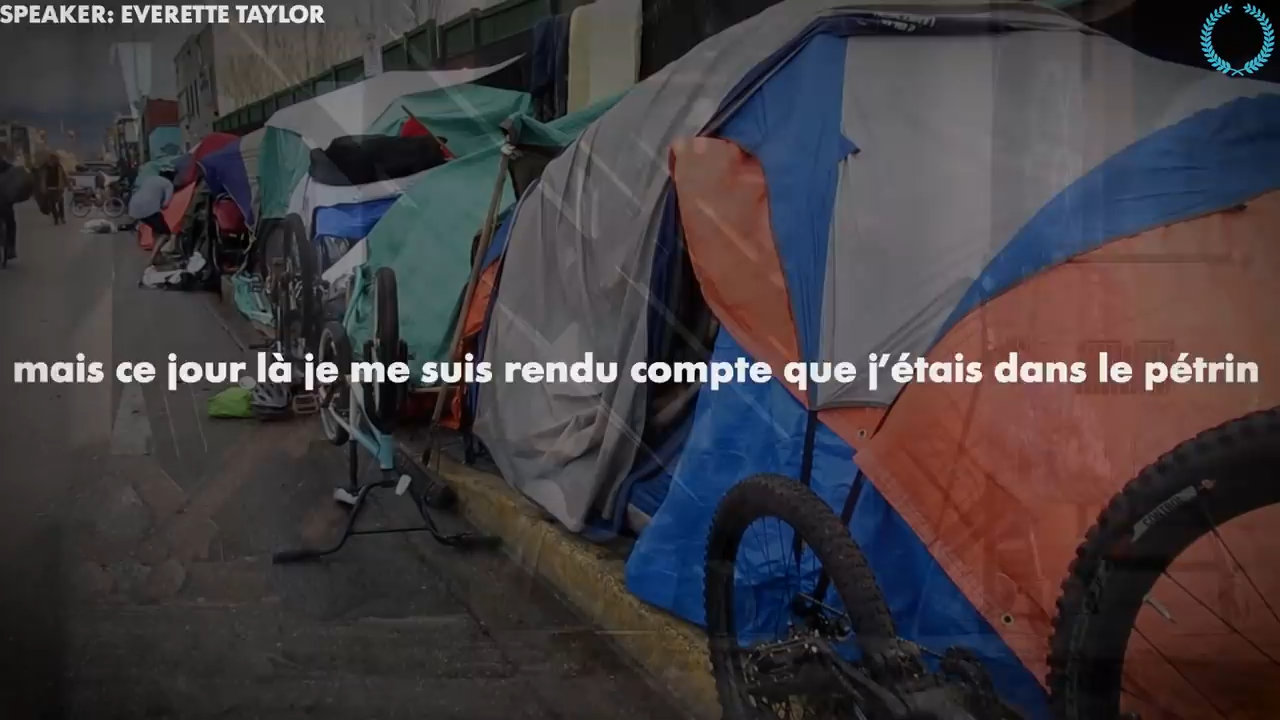 SPEAKER: EVERETTE TAYLOR
mais ce jour là je me suis rendu compte que j’étais dans le pétrin